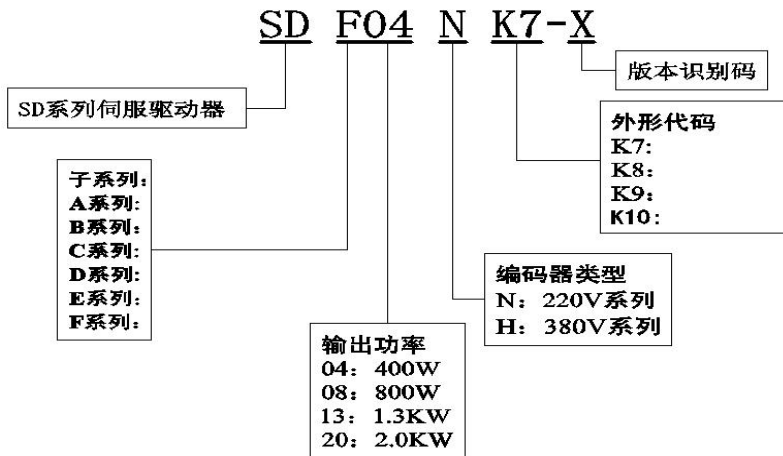 SD F04 N K7-X
版本识别码
SD系列伺服驱动器
外形代码
K7:
K8:
K9:
K10:
子系列:
A系列:
B系列:
C系列:
D系列:
E系列:
F系列:
编码器类型
N: 220V系列
H: 380V系列
输出功率
04: 400W
08: 800W
13: 1.3KW
20: 2.0KW